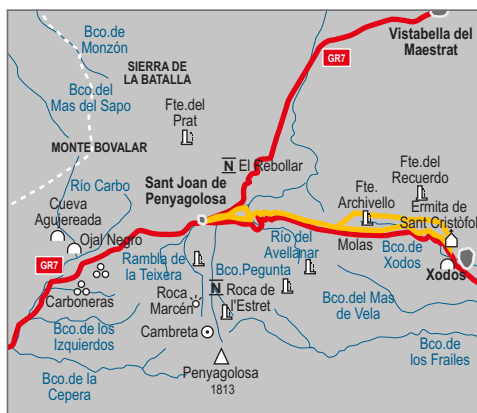 Bco.de
Monzón
Vistabella del
Maestrat
GR7
SIERRA DE
LA BATALLA
Bco.del
Mas del Sapo
Fte.del
Prat
MONTE BOVALAR
N El Rebollar
Fte.del
Recuerdo
Río Carbo
Sant Joan de
Penyagolosa
Fte.
Archivello
Ermita de
Sant Cristòfol
Cueva
Agujereada
Ojal Negro
Río del
Avellanar
Molas
Bco.de
Xodos
Rambla de
la Teixera
GR7
Bco.Pegunta
Xodos
Carboneras
Roca
Marcén
N Roca de
l'Estret
Bco.del Mas
de Vela
Bco.de los
Izquierdos
Cambreta
Bco.de
los Frailes
Bco.de la
Cepera
Penyagolosa
1813